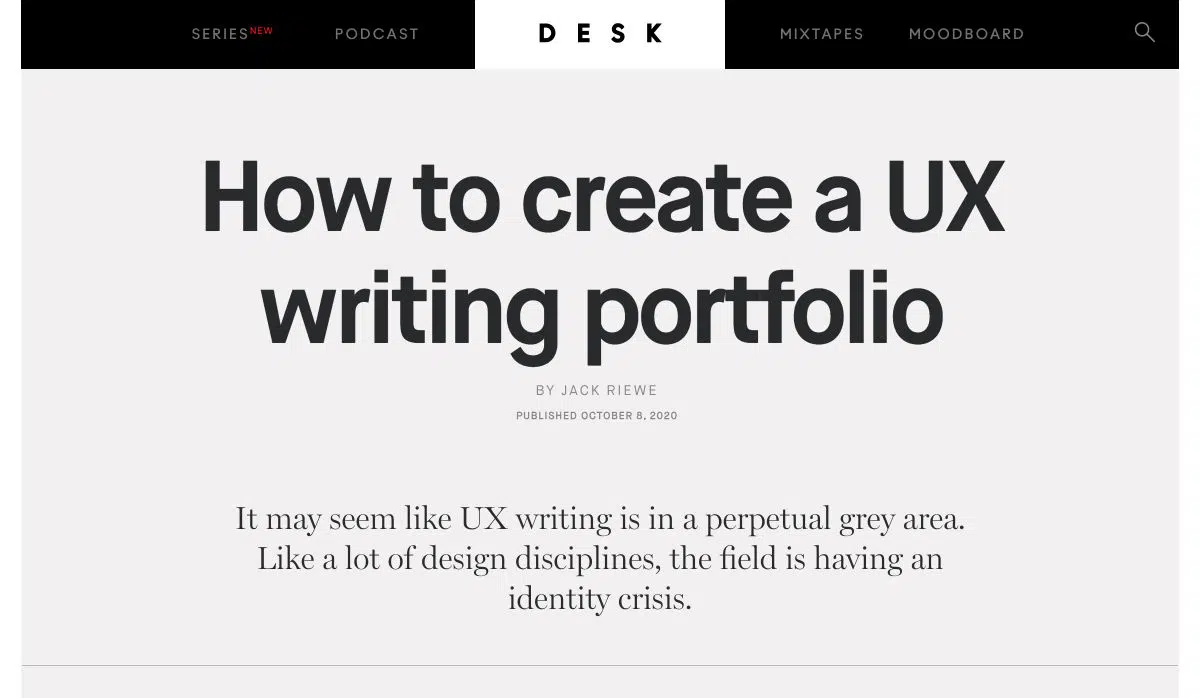 SERIES NEW PODCAST DESK MIXTAPES MOODBOARD
How to create a UX
writing portfolio
BY JACK RIEWE
PUBLISHED OCTOBER 8, 2020
It may seem like UX writing is in a perpetual grey area.
Like a lot of design disciplines, the field is having an
identity crisis.